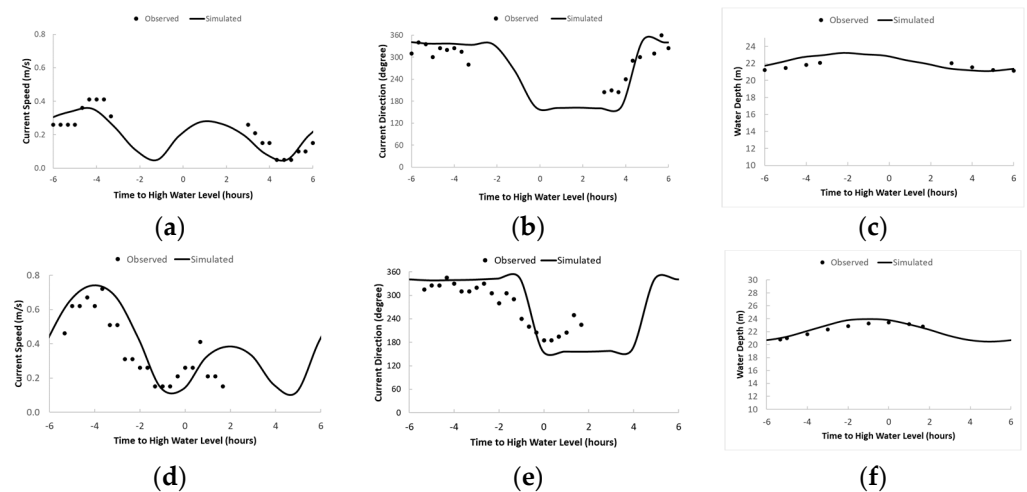 Observed Simulated
0.8
0.6
0.4
0.2
0.0
Current Speed (m/s)
-6 -4 -2 0 2 4 6
Time to High Water Level (hours)
(a)
Observed Simulated
360
300
240
180
120
60
0
Current Direction (degree)
-6 -4 -2 0 2 4 6
Time to High Water Level (hours)
(b)
Observed Simulated
24
22
20
18
16
14
12
10
Water Depth (m)
-6 -4 -2 0 2 4 6
Time to High Water Level (hours)
(c)
Observed Simulated
0.8
0.6
0.4
0.2
0.0
Current Speed (m/s)
-6 -4 -2 0 2 4 6
Time to High Water Level (hours)
(d)
Observed Simulated
360
300
240
180
120
60
0
Current Direction (degree)
-6 -4 -2 0 2 4 6
Time to High Water Level (hours)
(e)
Observed Simulated
30
28
26
24
22
20
18
16
14
12
10
Water Depth (m)
-6 -4 -2 0 2 4 6
Time to High Water Level (hours)
(f)